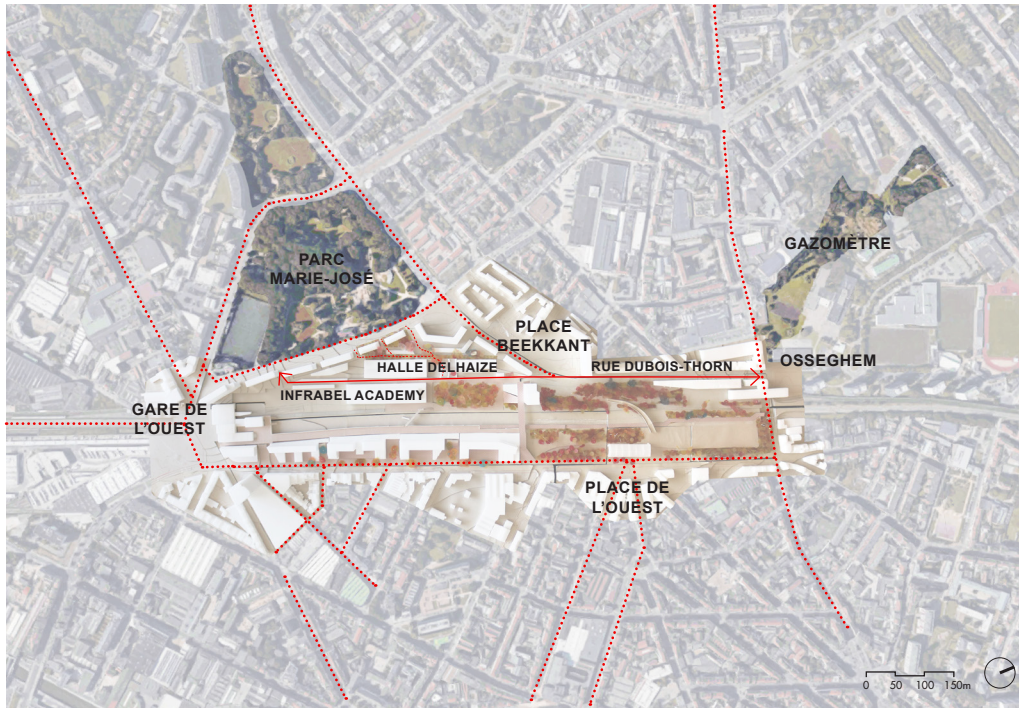 GAZOMÈTRE
PARC
MARIE-JOSÉ
PLACE
BEEKKANT
OSSEGHEM
HALLE DELHAIZE
RUE DUBOIS-THORN
INFRABEL ACADEMY
GARE DE
L'OUEST
PLACE DE
L'OUEST
0 50 100 150m